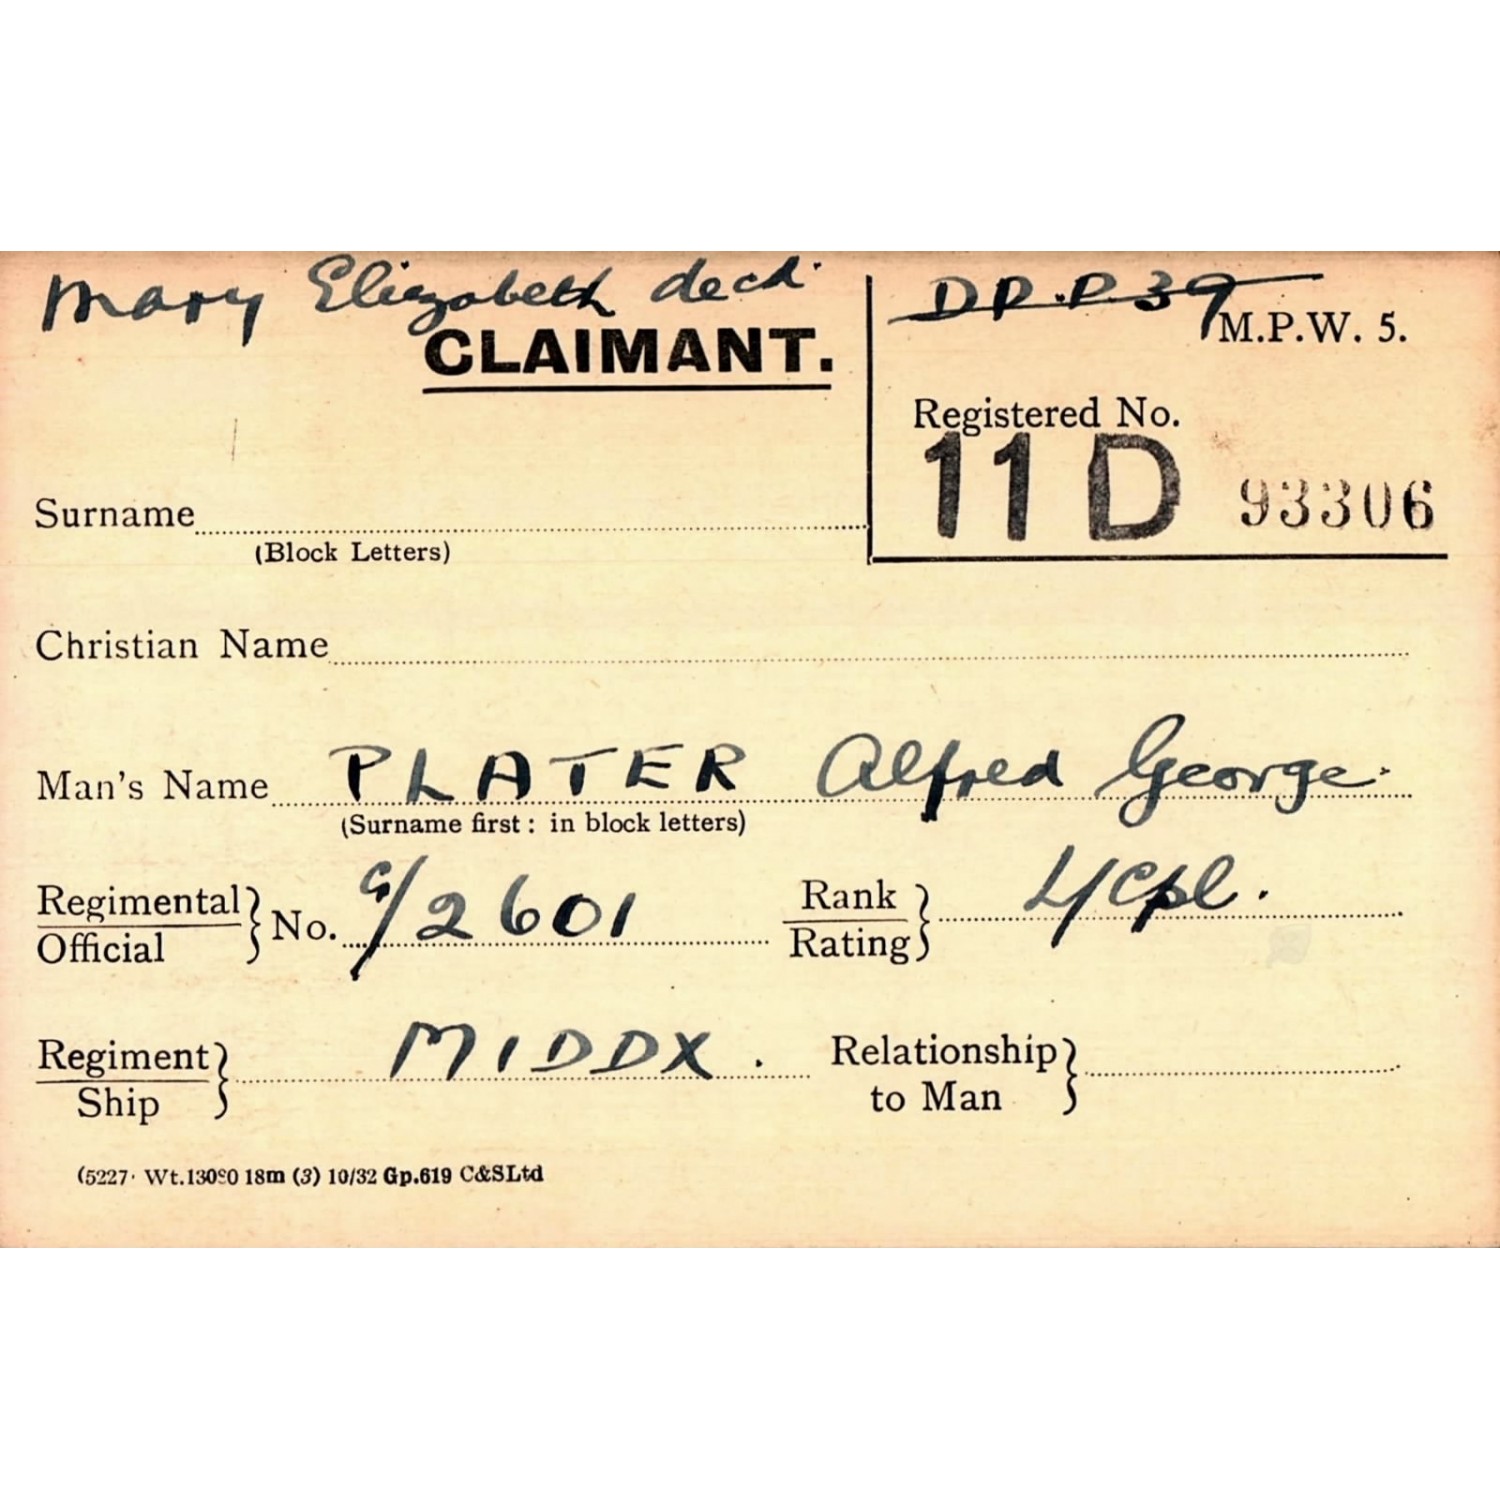 Mary Elizabeth decd.
D.P.P.39
CLAIMANT.
M.P.W. 5.
Registered No.
11 D 93306
Surname
(Block Letters)
Christian Name
Man's Name PLATER Alfred George.
(Surname first: in block letters)
Regimental
Official } No. G/2601
Rank
Rating } L/Cpl.
Regiment
Ship } MIDDX.
Relationship
to Man }
(5227. Wt.13090 18m (3) 10/32 Gp.619 C&SLtd